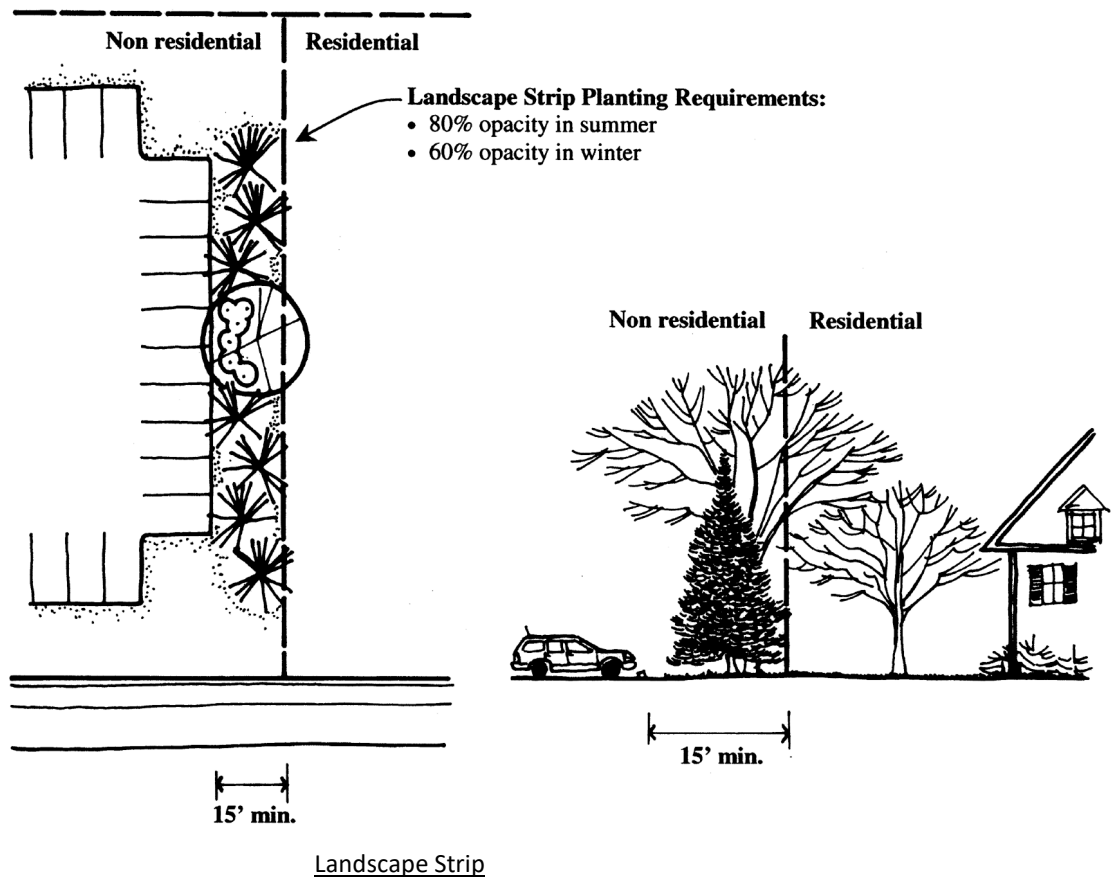 Non residential Residential
Landscape Strip Planting Requirements:
• 80% opacity in summer
• 60% opacity in winter
Non residential Residential
15' min.
15' min.
Landscape Strip